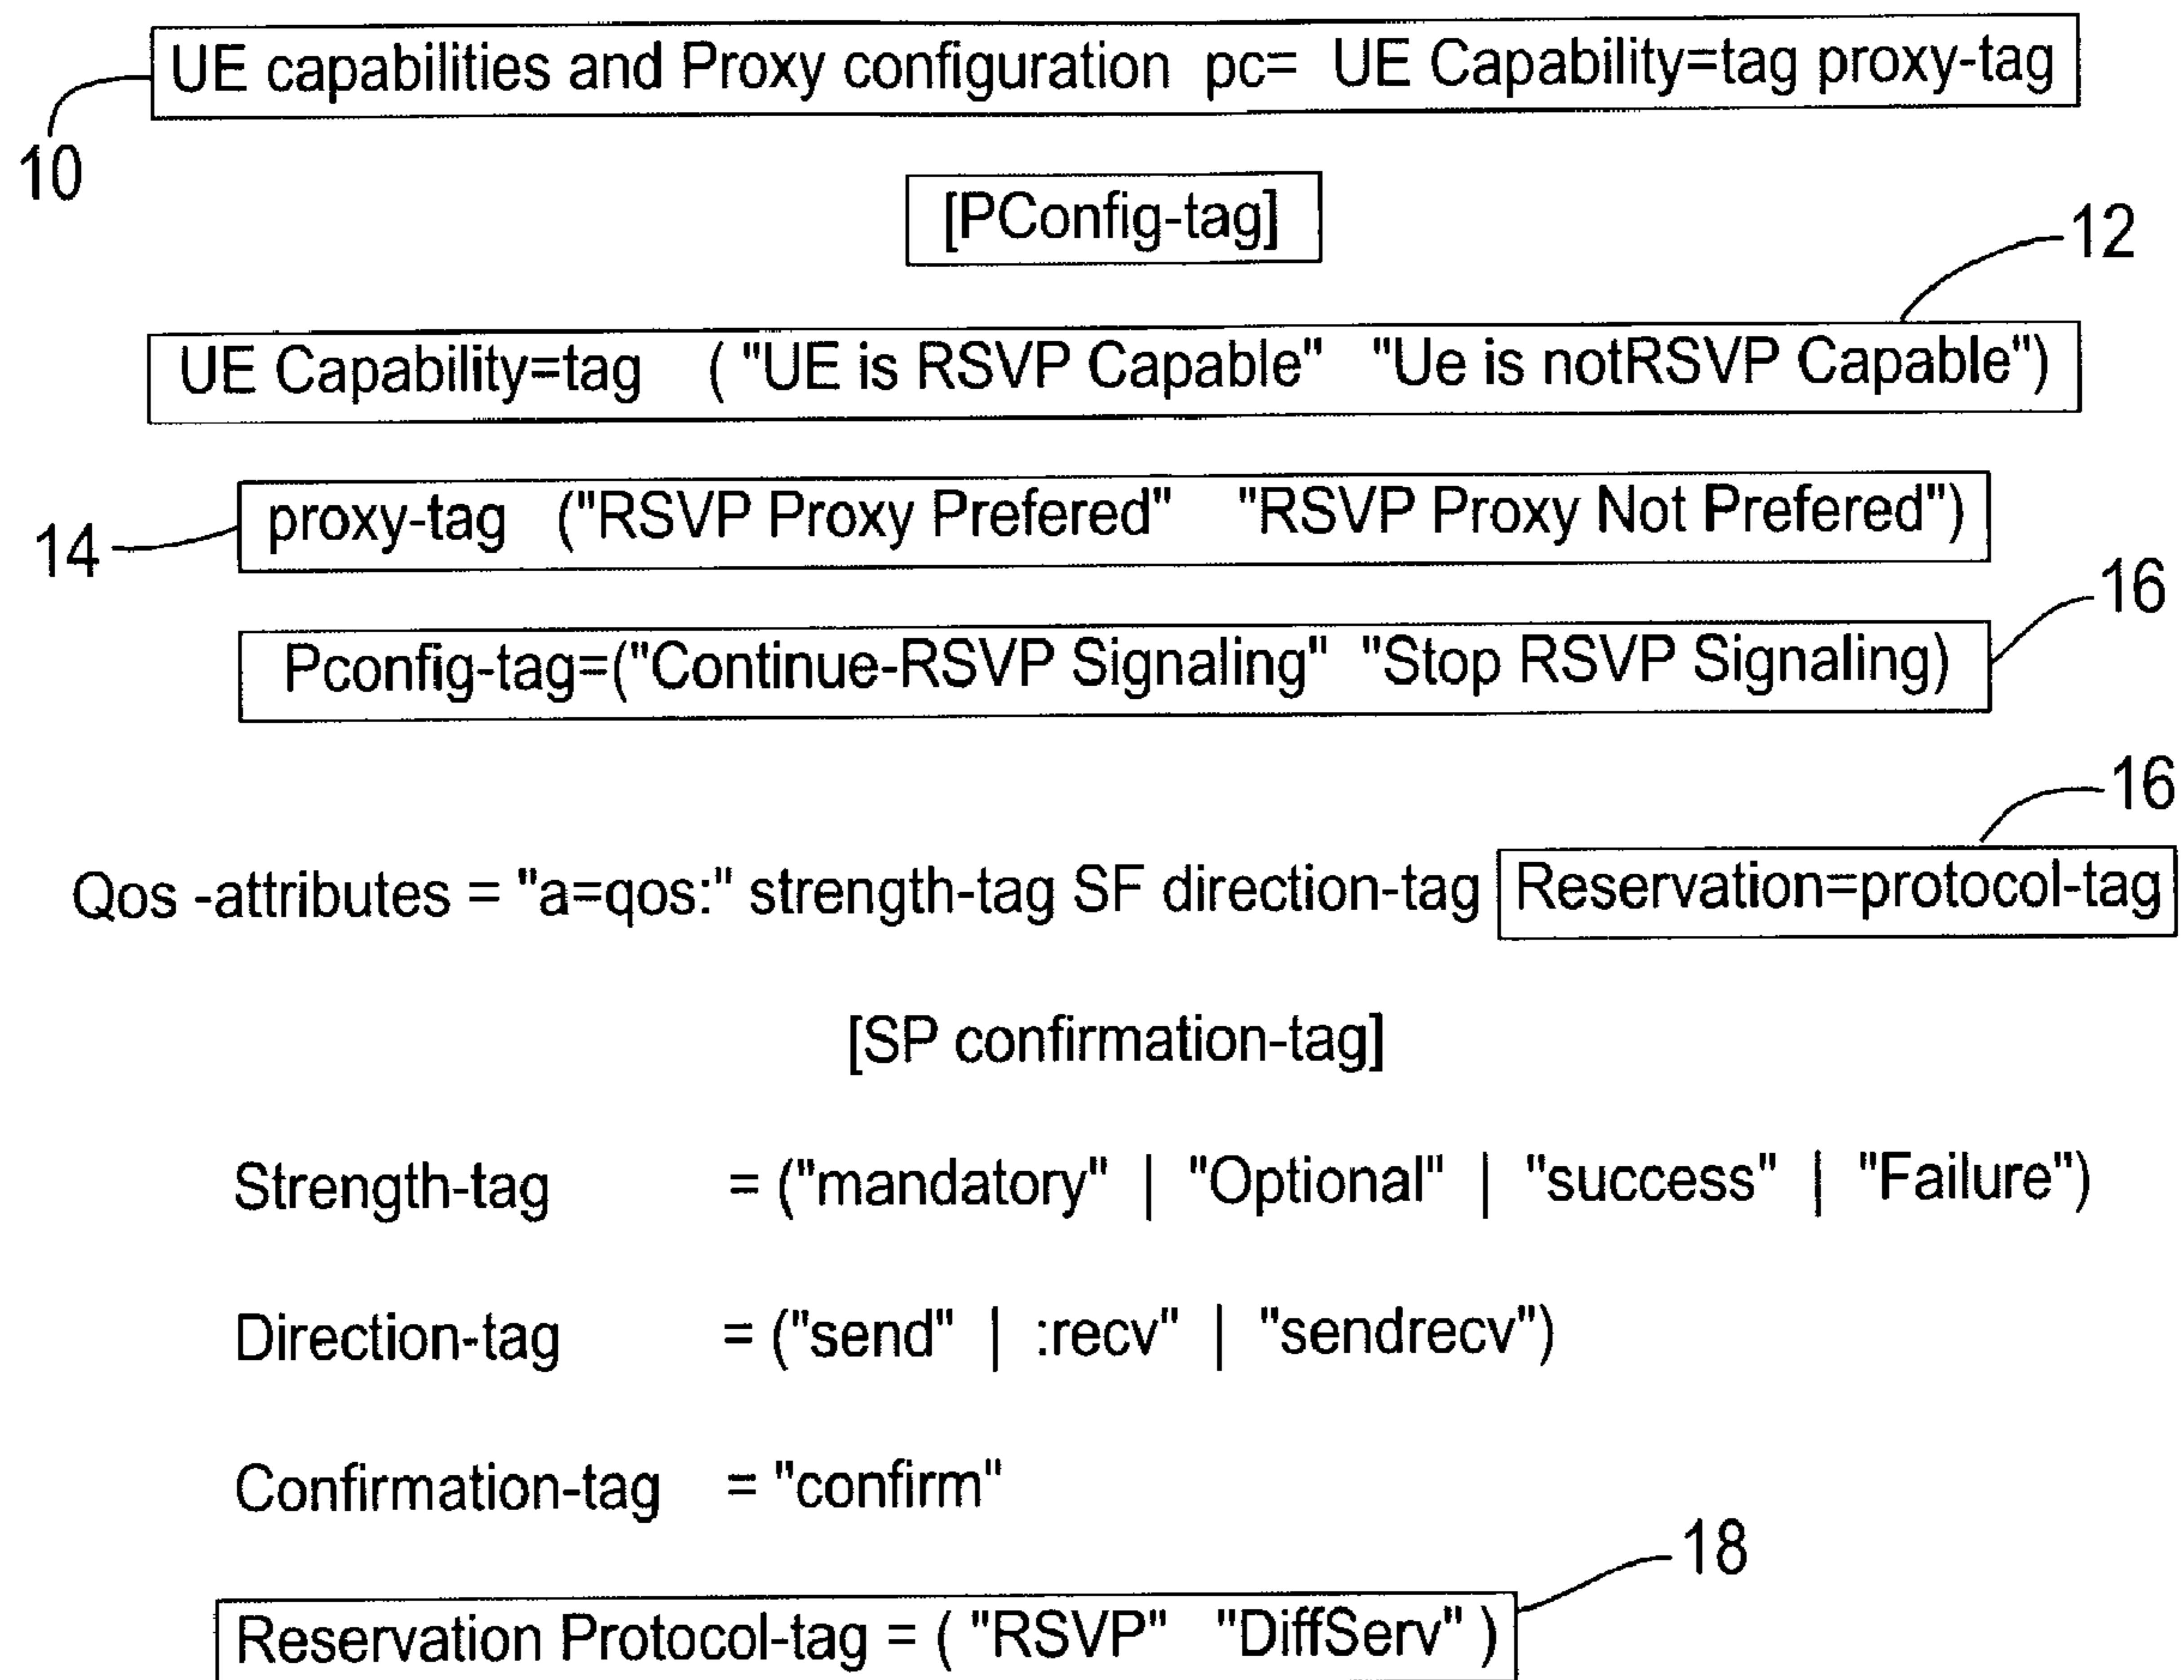 UE capabilities and Proxy configuration pc= UE Capability=tag proxy-tag
10
[PConfig-tag]
12
UE Capability=tag ( "UE is RSVP Capable" "Ue is notRSVP Capable")
proxy-tag ("RSVP Proxy Prefered" "RSVP Proxy Not Prefered")
14
16
Pconfig-tag=("Continue-RSVP Signaling" "Stop RSVP Signaling)
16
Qos -attributes = "a=qos:" strength-tag SF direction-tag Reservation=protocol-tag
[SP confirmation-tag]
Strength-tag = ("mandatory" | "Optional" | "success" | "Failure")
Direction-tag = ("send" | :recv" | "sendrecv")
Confirmation-tag = "confirm"
18
Reservation Protocol-tag = ( "RSVP" "DiffServ" )